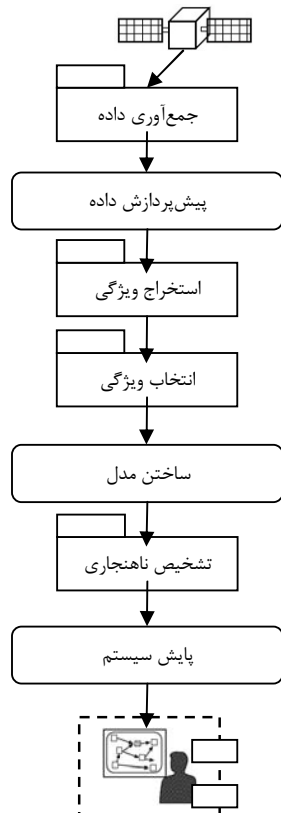 جمع‌آوری داده
پیش‌پردازش داده
استخراج ویژگی
انتخاب ویژگی
ساختن مدل
تشخیص ناهنجاری
پایش سیستم